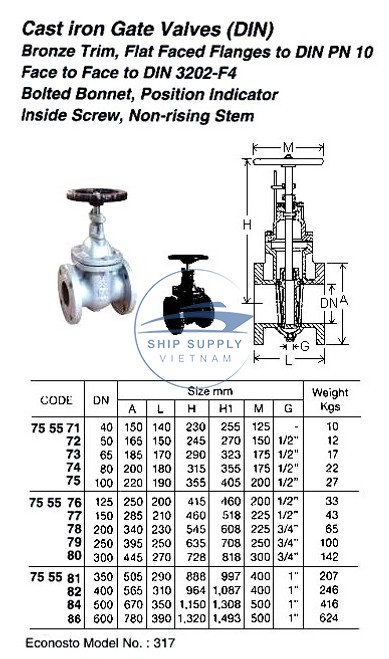 Cast iron Gate Valves (DIN)
Bronze Trim, Flat Faced Flanges to DIN PN 10
Face to Face to DIN 3202-F4
Bolted Bonnet, Position Indicator
Inside Screw, Non-rising Stem
M
H
DN
A
G
L
SHIP SUPPLY
VIETNAM
CODE DN Size mm Weight Kgs
A L H H1 M G
75 55 71 40 150 140 230 255 125 - 10
72 50 165 150 245 270 150 1/2" 12
73 65 185 170 290 323 175 1/2" 17
74 80 200 180 315 355 175 1/2" 22
75 100 220 190 355 405 200 1/2" 27
75 55 76 125 250 200 415 460 200 1/2" 33
77 150 285 210 460 518 225 1/2" 43
78 200 340 230 545 608 225 3/4" 65
79 250 395 250 635 708 250 3/4" 100
80 300 445 270 728 818 300 3/4" 142
75 55 81 350 505 290 888 997 400 1" 207
82 400 565 310 964 1,087 400 1" 246
84 500 670 350 1,150 1,308 500 1" 416
86 600 780 390 1,320 1,493 500 1" 624
Econosto Model No. : 317